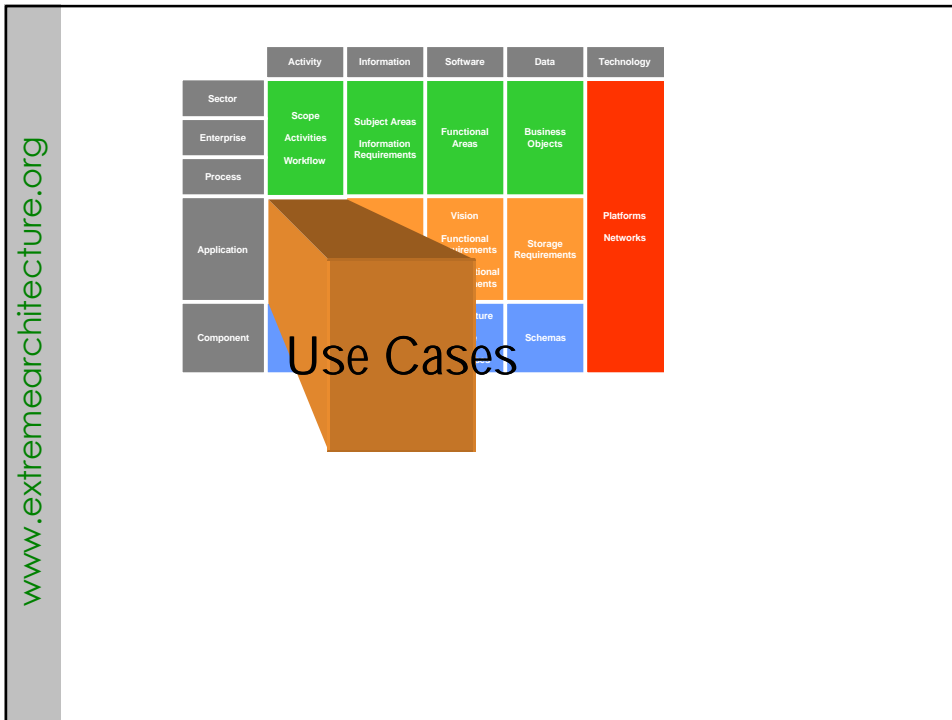 www.extremearchitecture.org
Activity
Information
Software
Data
Technology
Sector
Enterprise
Process
Scope
Activities
Workflow
Subject Areas
Information
Requirements
Functional
Areas
Business
Objects
Platforms
Networks
Application
Vision
Functional
Storage
Requirements
Component
Schemas
Use Cases